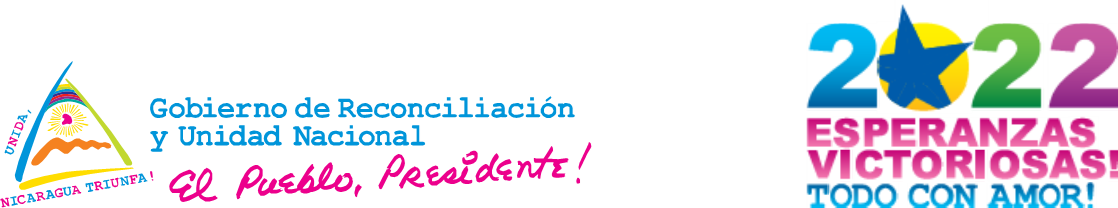 UNIDA,
NICARAGUA TRIUNFA!
Gobierno de Reconciliación
y Unidad Nacional
El Pueblo, Presidente!
2022
ESPERANZAS
VICTORIOSAS!
TODO CON AMOR!